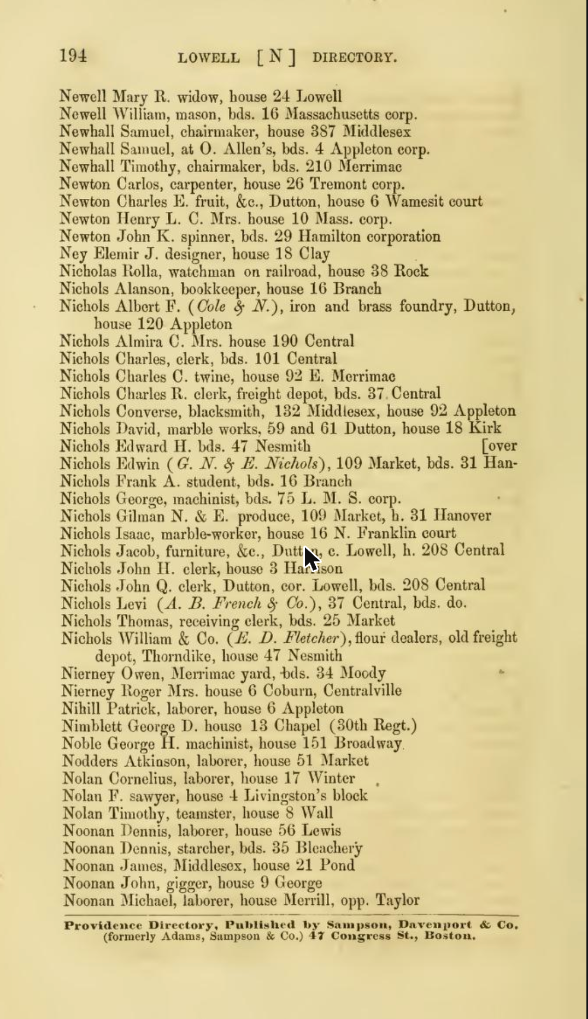 194 LOWELL [ N ] DIRECTORY.
Newell Mary R. widow, house 24 Lowell
Newell William, mason, bds. 16 Massachusetts corp.
Newhall Samuel, chairmaker, house 387 Middlesex
Newhall Samuel, at O. Allen's, bds. 4 Appleton corp.
Newhall Timothy, chairmaker, bds. 210 Merrimac
Newton Carlos, carpenter, house 26 Tremont corp.
Newton Charles E. fruit, &c., Dutton, house 6 Wamesit court
Newton Henry L. C. Mrs. house 10 Mass. corp.
Newton John K. spinner, bds. 29 Hamilton corporation
Ney Elemir J. designer, house 18 Clay
Nicholas Rolla, watchman on railroad, house 38 Rock
Nichols Alanson, bookkeeper, house 16 Branch
Nichols Albert F. (Cole & N.), iron and brass foundry, Dutton,
house 120 Appleton
Nichols Almira C. Mrs. house 190 Central
Nichols Charles, clerk, bds. 101 Central
Nichols Charles C. twine, house 92 E. Merrimac
Nichols Charles R. clerk, freight depot, bds. 37 Central
Nichols Converse, blacksmith, 132 Middlesex, house 92 Appleton
Nichols David, marble works, 59 and 61 Dutton, house 18 Kirk
Nichols Edward H. bds. 47 Nesmith [over
Nichols Edwin (G. N. & E. Nichols), 109 Market, bds. 31 Han-
Nichols Frank A. student, bds. 16 Branch
Nichols George, machinist, bds. 75 L. M. S. corp.
Nichols Gilman N. & E. produce, 109 Market, h. 31 Hanover
Nichols Isaac, marble-worker, house 16 N. Franklin court
Nichols Jacob, furniture, &c., Dutton, c. Lowell, h. 208 Central
Nichols John H. clerk, house 3 Harrison
Nichols John Q. clerk, Dutton, cor. Lowell, bds. 208 Central
Nichols Levi (A. B. French & Co.), 37 Central, bds. do.
Nichols Thomas, receiving clerk, bds. 25 Market
Nichols William & Co. (E. D. Fletcher), flour dealers, old freight
depot, Thorndike, house 47 Nesmith
Nierney Owen, Merrimac yard, bds. 34 Moody
Nierney Roger Mrs. house 6 Coburn, Centralville
Nihill Patrick, laborer, house 6 Appleton
Nimblett George D. house 13 Chapel (30th Regt.)
Noble George H. machinist, house 151 Broadway
Nodders Atkinson, laborer, house 51 Market
Nolan Cornelius, laborer, house 17 Winter
Nolan F. sawyer, house 4 Livingston's block
Nolan Timothy, teamster, house 8 Wall
Noonan Dennis, laborer, house 56 Lewis
Noonan Dennis, starcher, bds. 35 Bleachery
Noonan James, Middlesex, house 21 Pond
Noonan John, gigger, house 9 George
Noonan Michael, laborer, house Merrill, opp. Taylor
Providence Directory, Published by Sampson, Davenport & Co.
(formerly Adams, Sampson & Co.) 47 Congress St., Boston.